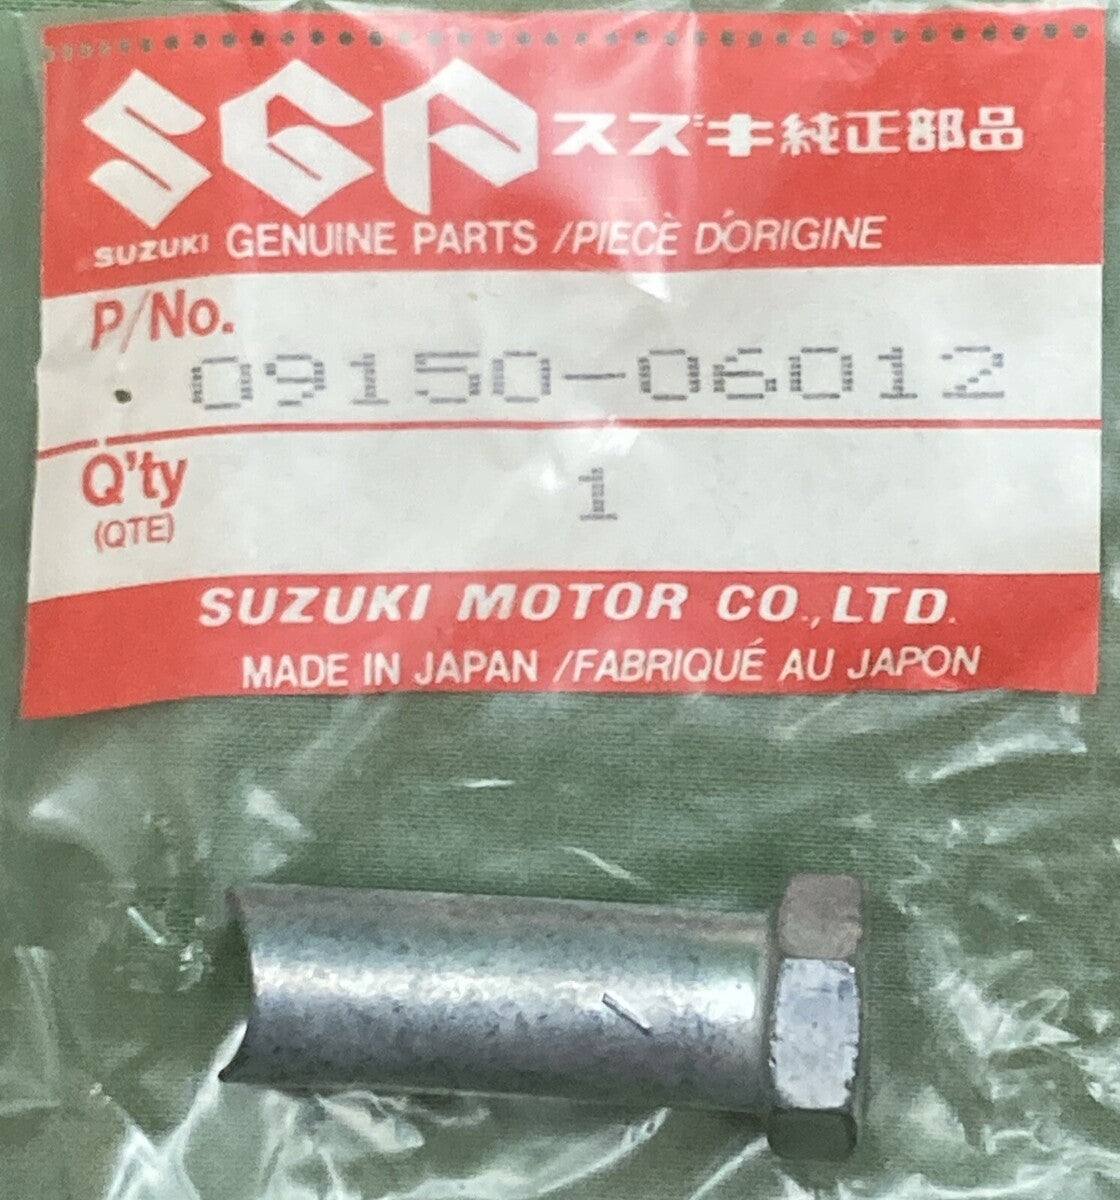 SGP スズキ純正部品
SUZUKI GENUINE PARTS /PIECÈ D'ORIGINE
P/No.
09150-06012
Q'ty 1
(QTE)
SUZUKI MOTOR CO.,LTD.
MADE IN JAPAN /FABRIQUÉ AU JAPON